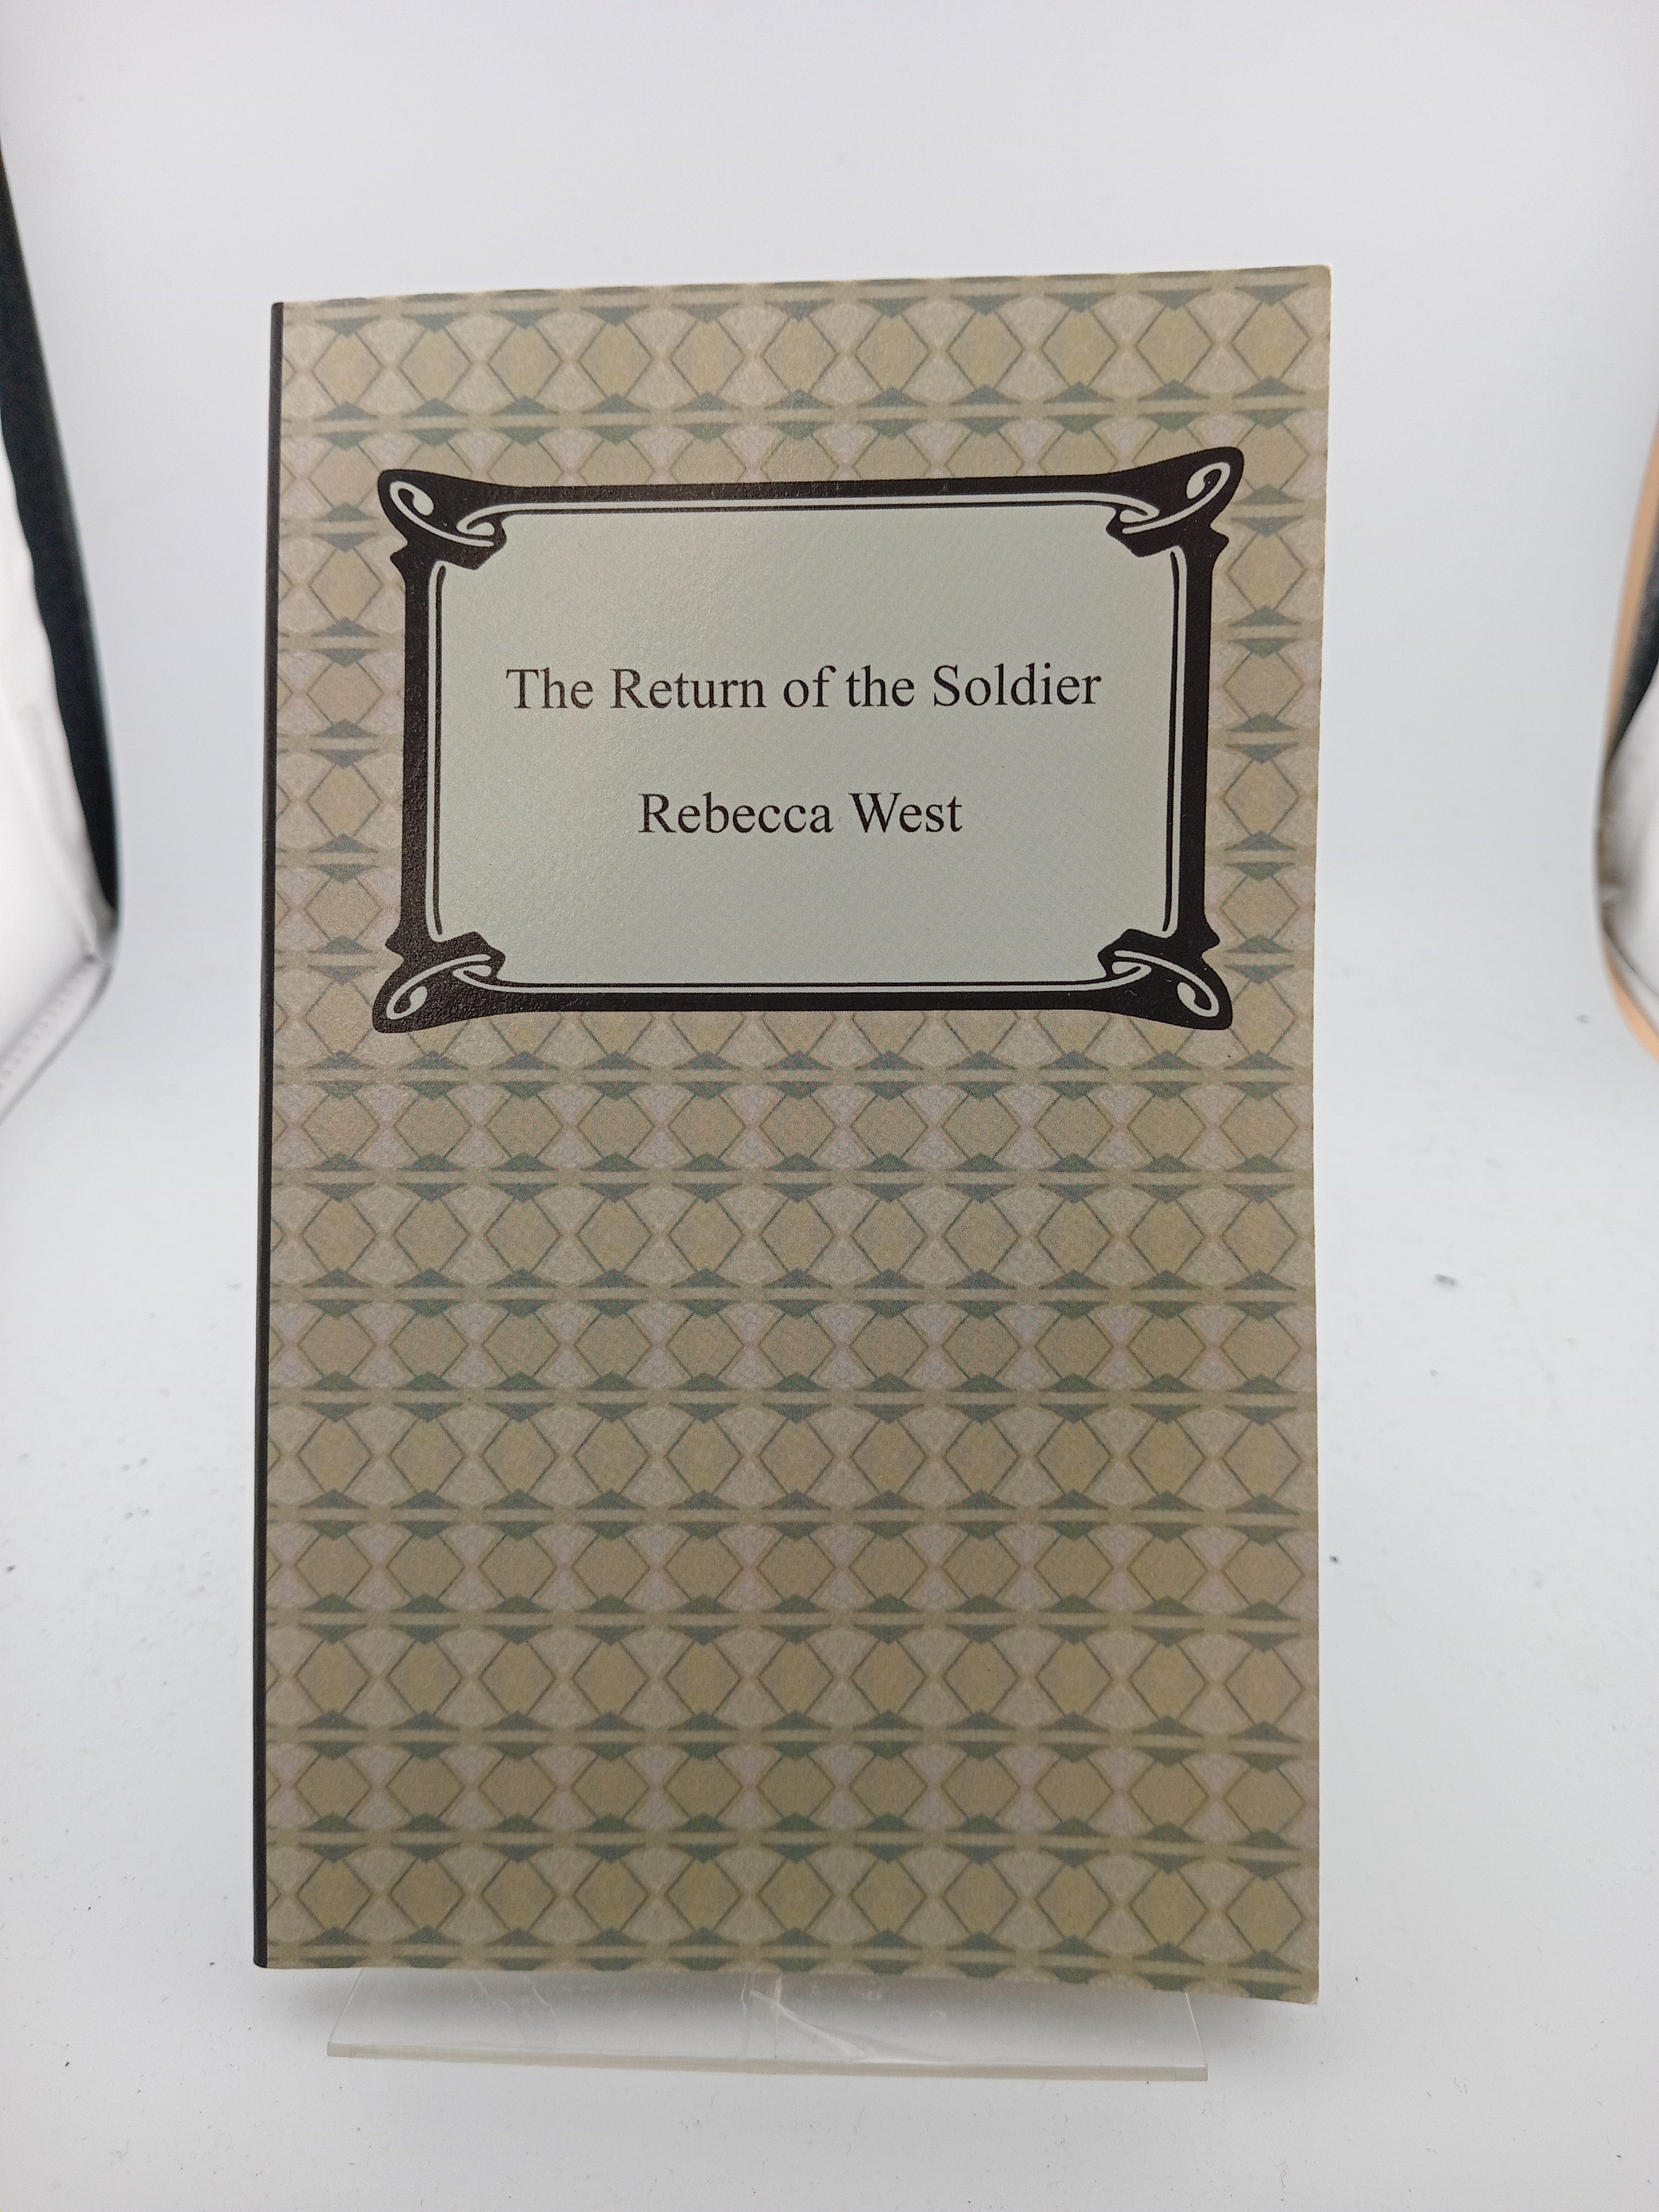 The Return of the Soldier
Rebecca West